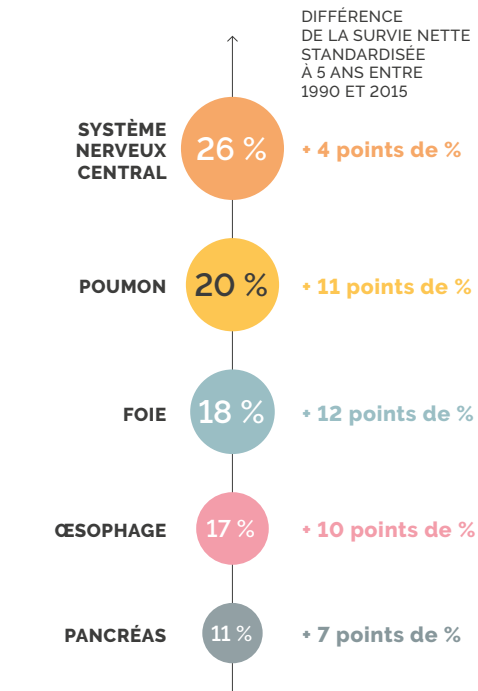 DIFFÉRENCE
DE LA SURVIE NETTE
STANDARDISÉE
À 5 ANS ENTRE
1990 ET 2015
SYSTÈME
NERVEUX
CENTRAL
26 %
+ 4 points de %
POUMON
20 %
+ 11 points de %
FOIE
18 %
+ 12 points de %
ŒSOPHAGE
17 %
+ 10 points de %
PANCRÉAS
11 %
+ 7 points de %